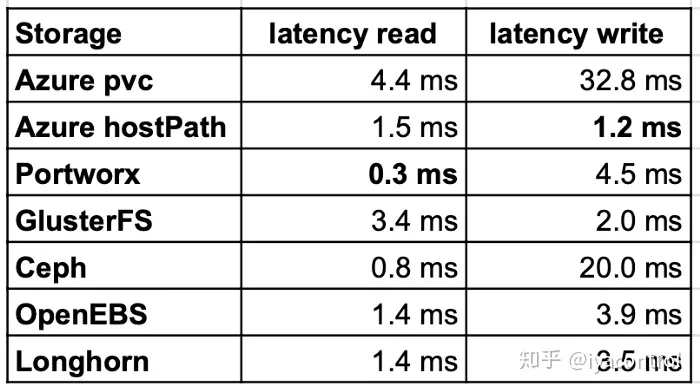 Storage latency read latency write
Azure pvc 4.4 ms 32.8 ms
Azure hostPath 1.5 ms 1.2 ms
Portworx 0.3 ms 4.5 ms
GlusterFS 3.4 ms 2.0 ms
Ceph 0.8 ms 20.0 ms
OpenEBS 1.4 ms 3.9 ms
Longhorn 1.4 ms 3.5 ms
知乎 @iyacontrol